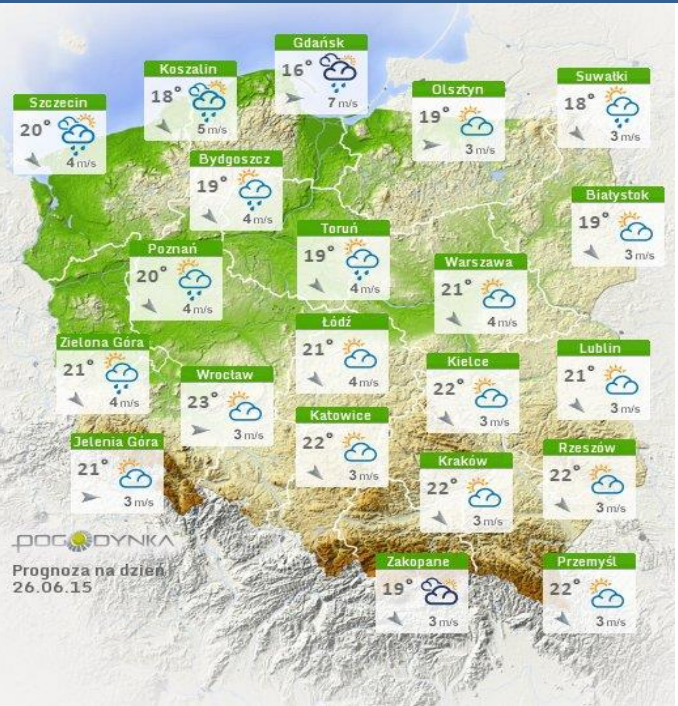 Gdańsk
16°
7 m/s
Koszalin
18°
5 m/s
Szczecin
20°
4 m/s
Olsztyn
19°
3 m/s
Suwałki
18°
3 m/s
Bydgoszcz
19°
4 m/s
Białystok
19°
3 m/s
Toruń
19°
4 m/s
Poznań
20°
4 m/s
Warszawa
21°
4 m/s
Łódź
21°
4 m/s
Zielona Góra
21°
4 m/s
Wrocław
23°
3 m/s
Kielce
22°
3 m/s
Lublin
21°
3 m/s
Katowice
22°
3 m/s
Jelenia Góra
21°
3 m/s
Kraków
22°
3 m/s
Rzeszów
22°
3 m/s
POGODYNKA
Prognoza na dzień
26.06.15
Zakopane
19°
3 m/s
Przemyśl
22°
3 m/s